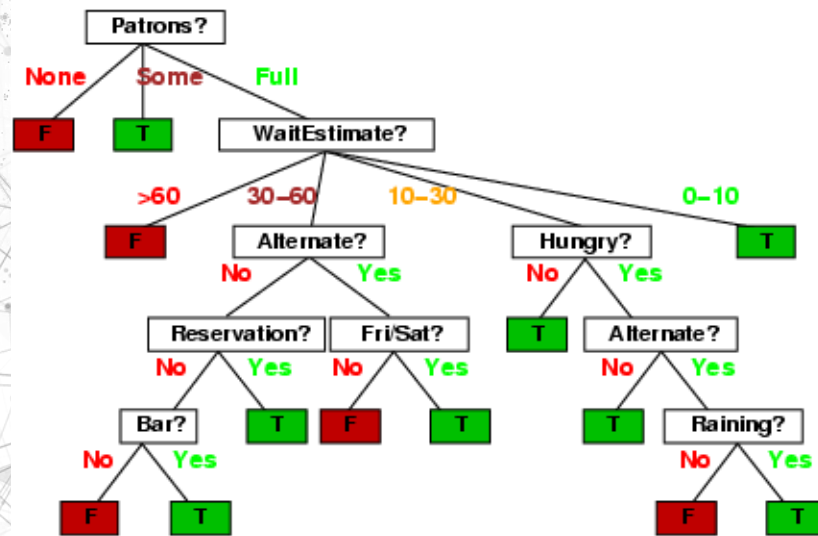 Patrons?
None Some Full
F T WaitEstimate?
>60 30–60 10–30 0–10
F Alternate? Hungry? T
No Yes No Yes
Reservation? Fri/Sat? T Alternate?
No Yes No Yes No Yes
Bar? T F T T Raining?
No Yes No Yes
F T F T